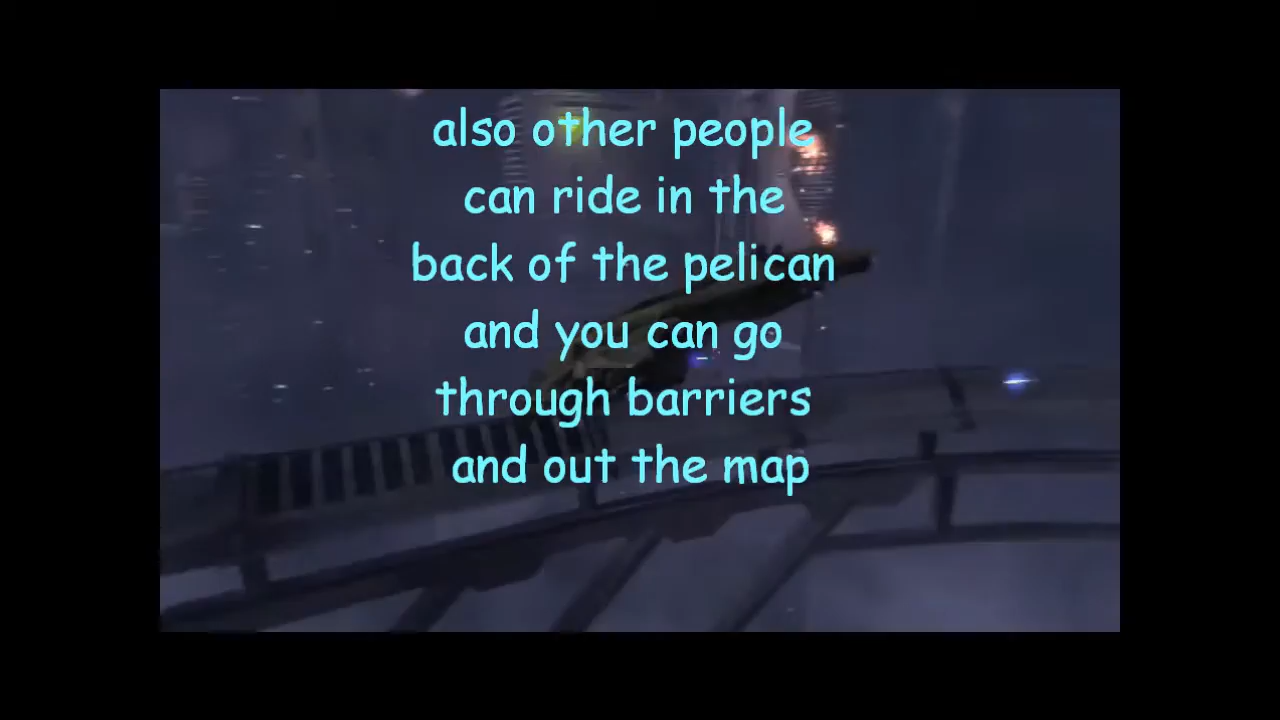 also other people
can ride in the
back of the pelican
and you can go
through barriers
and out the map